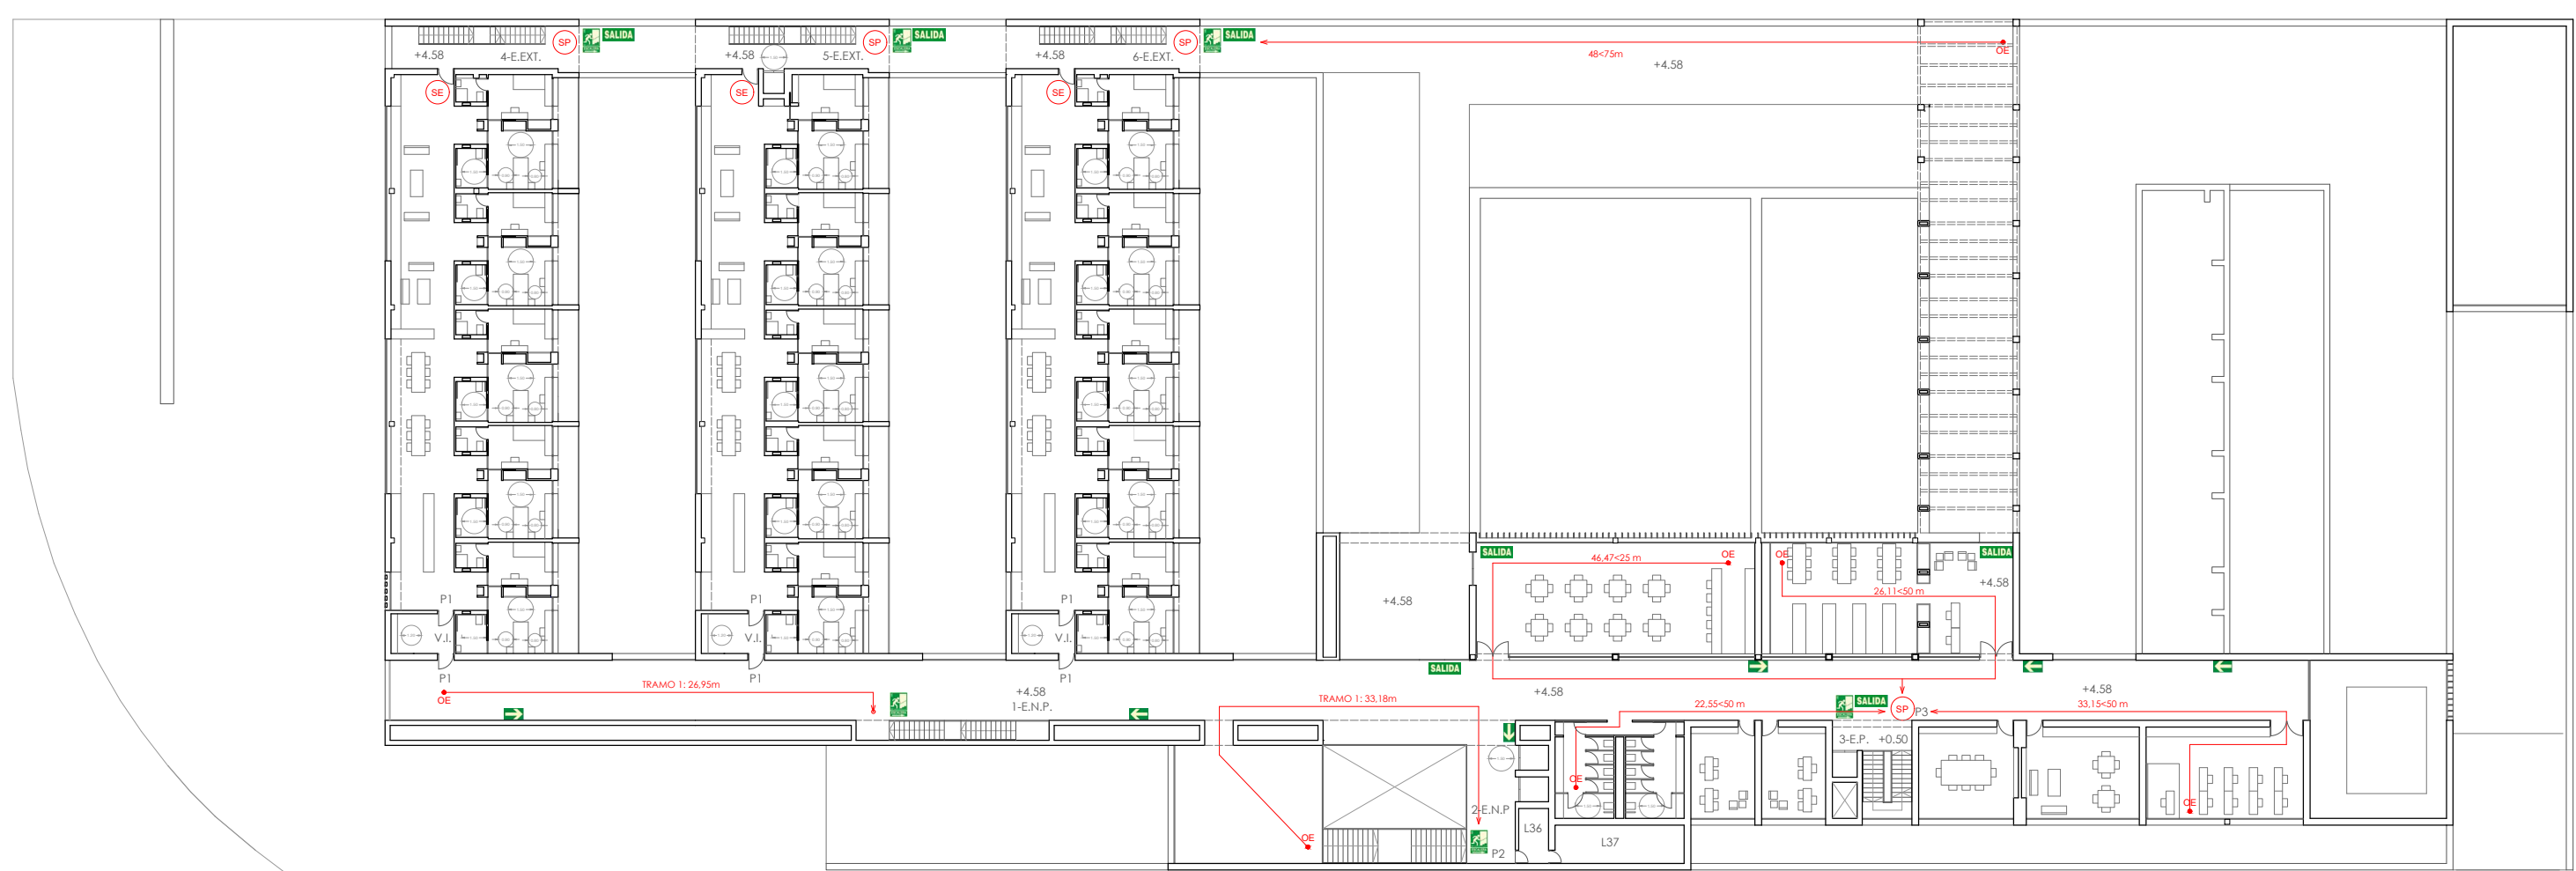 SP
SALIDA
SP
SALIDA
SP
SALIDA
OE
48<75m
+4.58
+4.58
4-E.EXT.
+4.58
5-E.EXT.
+4.58
6-E.EXT.
SE
SE
SE
SALIDA
46,47<25 m
OE
OE
SALIDA
26,11<50 m
+4.58
+4.58
P1
P1
P1
V.I.
V.I.
V.I.
SALIDA
P1
P1
P1
TRAMO 1: 26,95m
OE
+4.58
1-E.N.P.
TRAMO 1: 33,18m
+4.58
+4.58
22,55<50 m
SALIDA
SP
P3
33,15<50 m
3-E.P. +0.50
OE
OE
2-E.N.P
L36
OE
P2
L37